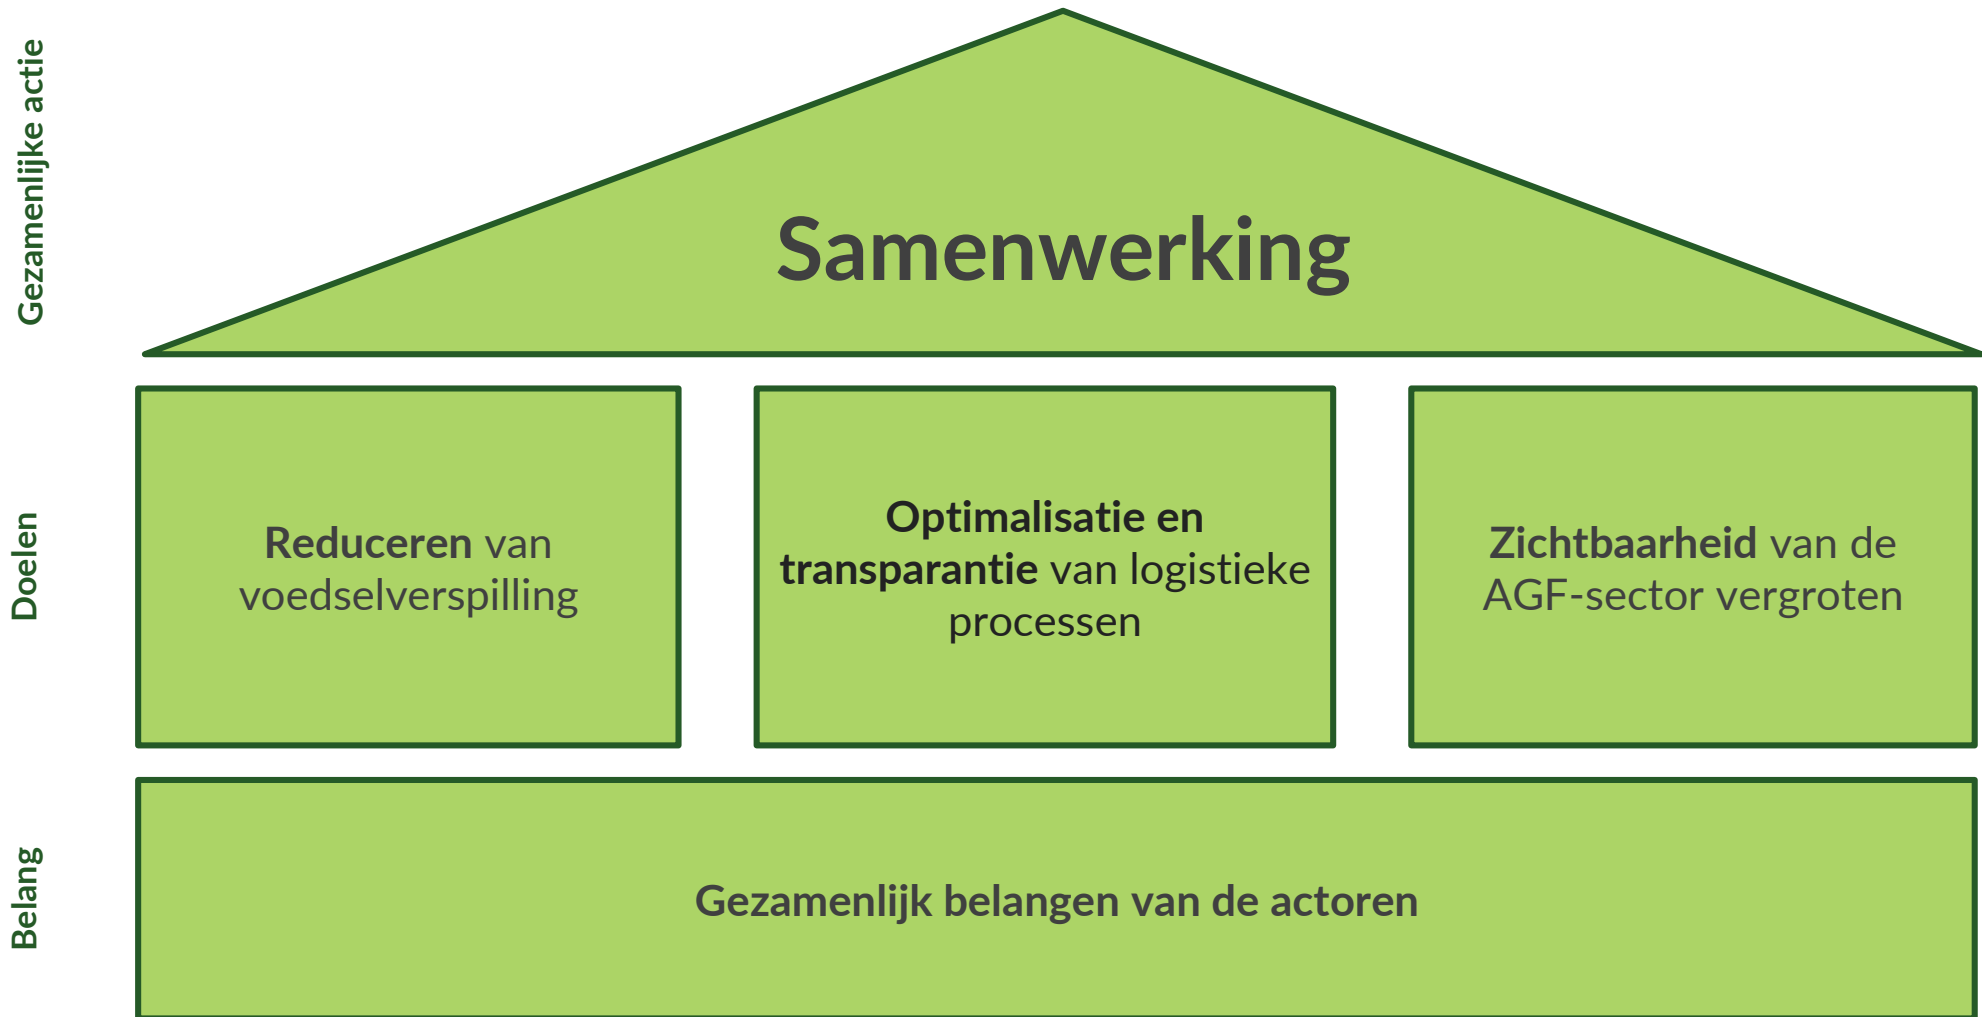 Gezamenlijke actie
Samenwerking
Doelen
Reduceren van
voedselverspilling
Optimalisatie en
transparantie van logistieke
processen
Zichtbaarheid van de
AGF-sector vergroten
Belang
Gezamenlijk belangen van de actoren